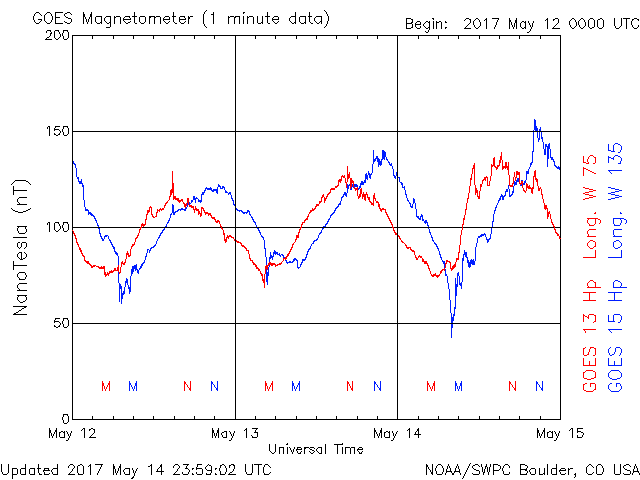 GOES Magnetometer (1 minute data)
Begin: 2017 May 12 0000 UTC
200
150
100
50
0
NanoTesla (nT)
M M N N M M N N M M N N
May 12 May 13 May 14 May 15
Universal Time
GOES 13 Hp Long. W 75
GOES 15 Hp Long. W 135
Updated 2017 May 14 23:59:02 UTC
NOAA/SWPC Boulder, CO USA